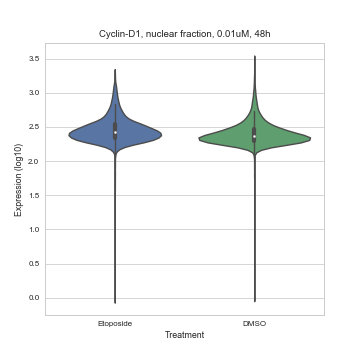 Cyclin-D1, nuclear fraction, 0.01uM, 48h
3.5
3.0
2.5
2.0
1.5
1.0
0.5
0.0
Expression (log10)
Etoposide
DMSO
Treatment